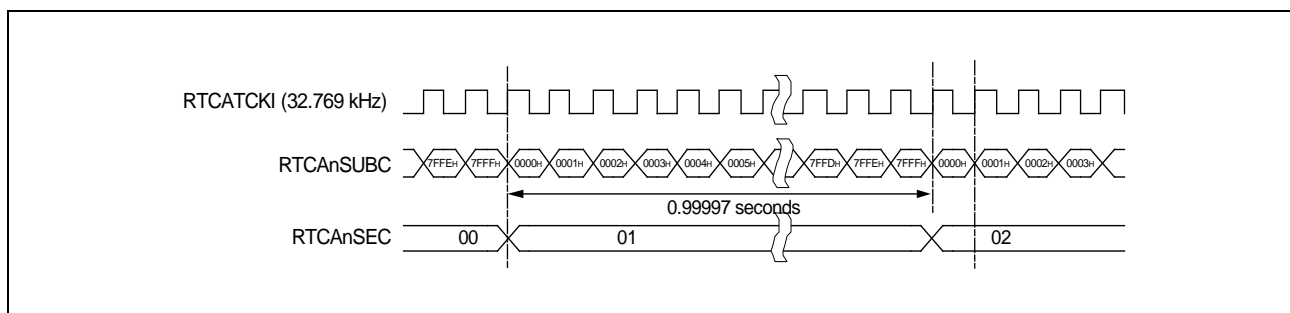 RTCATCKI (32.769 kHz)
RTCAnSUBC 7FFEH 7FFFH 0000H 0001H 0002H 0003H 0004H 0005H 7FFDH 7FFEH 7FFFH 0000H 0001H 0002H 0003H
0.99997 seconds
RTCAnSEC 00 01 02